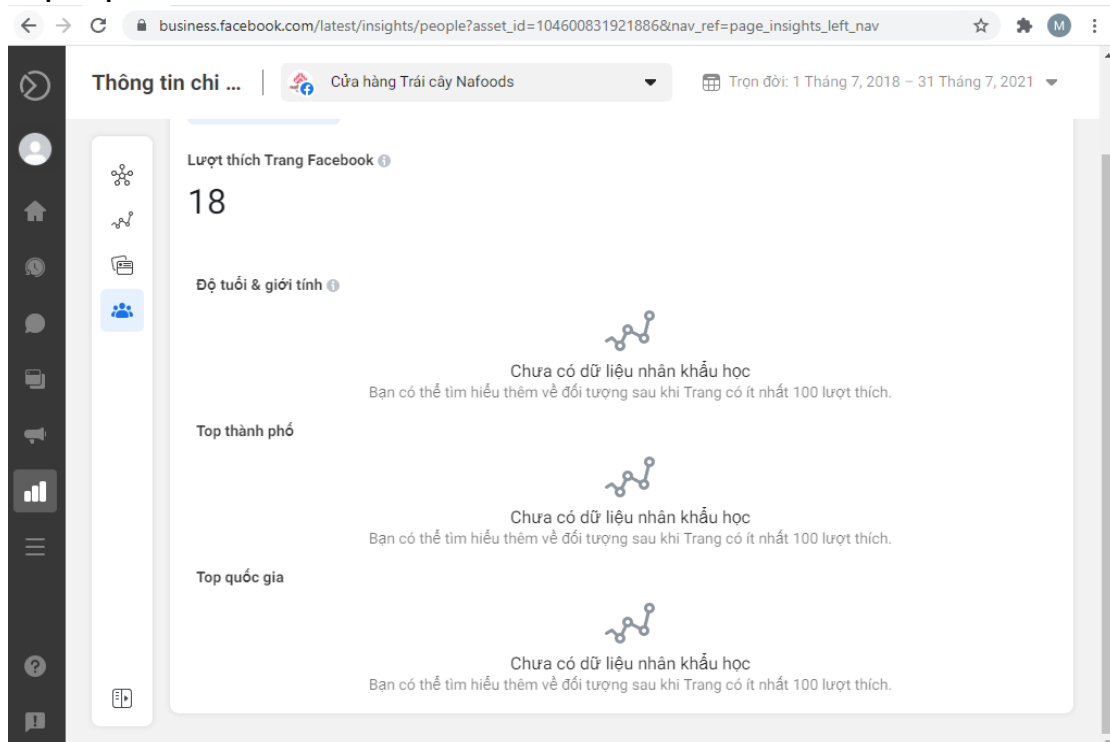 business.facebook.com/latest/insights/people?asset_id=104600831921886&nav_ref=page_insights_left_nav
M
Thông tin chi ...
Cửa hàng Trái cây Nafoods
Trọn đời: 1 Tháng 7, 2018 – 31 Tháng 7, 2021
Lượt thích Trang Facebook
18
Độ tuổi & giới tính
Chưa có dữ liệu nhân khẩu học
Bạn có thể tìm hiểu thêm về đối tượng sau khi Trang có ít nhất 100 lượt thích.
Top thành phố
Chưa có dữ liệu nhân khẩu học
Bạn có thể tìm hiểu thêm về đối tượng sau khi Trang có ít nhất 100 lượt thích.
Top quốc gia
Chưa có dữ liệu nhân khẩu học
Bạn có thể tìm hiểu thêm về đối tượng sau khi Trang có ít nhất 100 lượt thích.